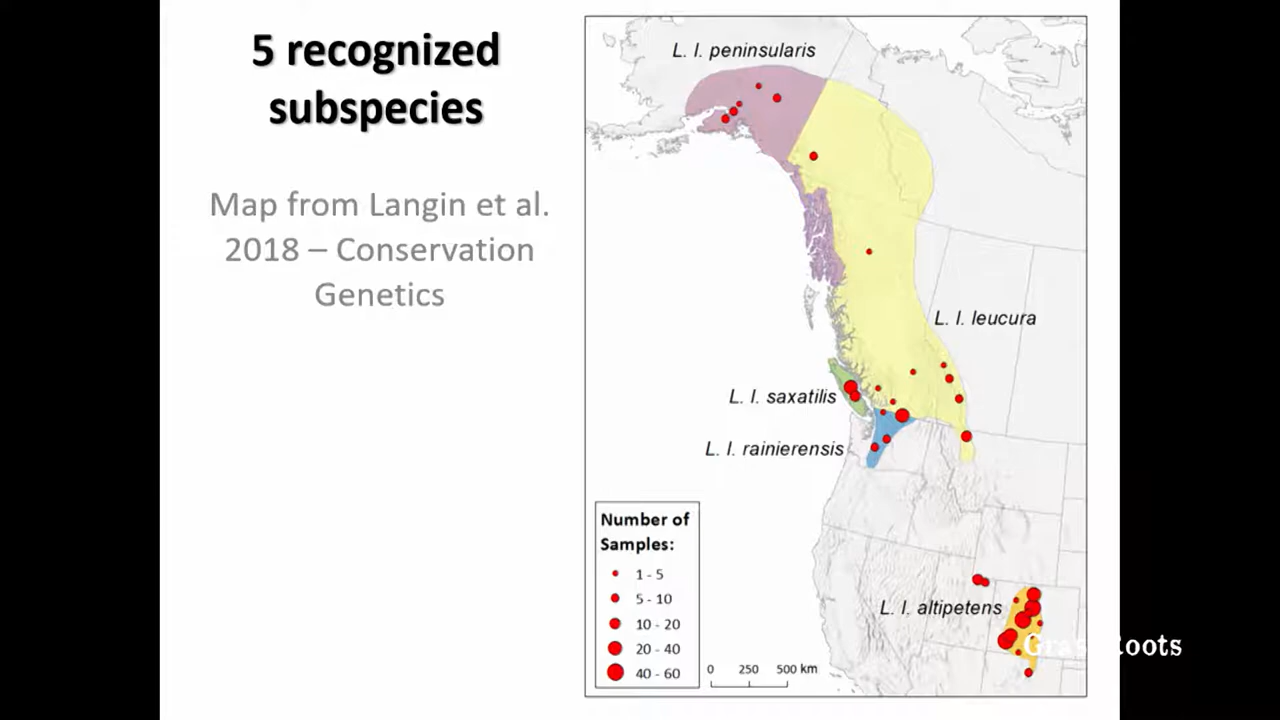 5 recognized
subspecies
Map from Langin et al.
2018 – Conservation
Genetics
L. l. peninsularis
L. l. leucura
L. l. saxatilis
L. l. rainierensis
L. l. altipetens
Number of
Samples:
1 - 5
5 - 10
10 - 20
20 - 40
40 - 60
0 250 500 km